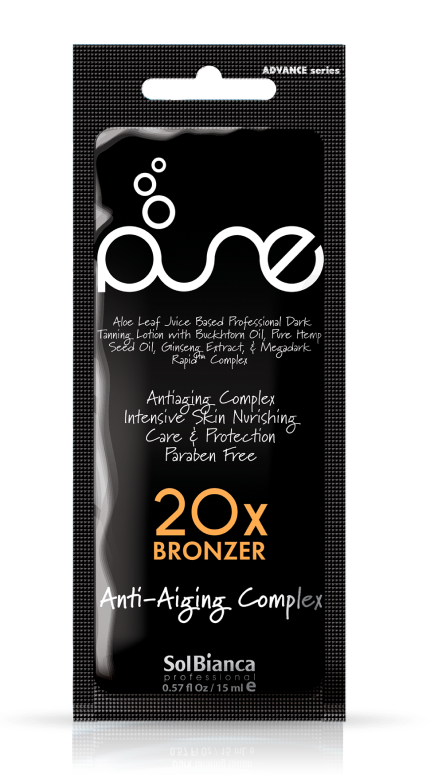 ADVANCE series
pure
Aloe Leaf Juice Based Professional Dark
Tanning Lotion with Buckhtorn Oil, Pure Hemp
Seed Oil, Ginseng Extract, & Megadark
Rapid™ Complex
Antiaging Complex
Intensive Skin Nurishing
Care & Protection
Paraben Free
20x
BRONZER
Anti-Aiging Complex
SolBianca
professional
0.57 fl Oz / 15 ml e